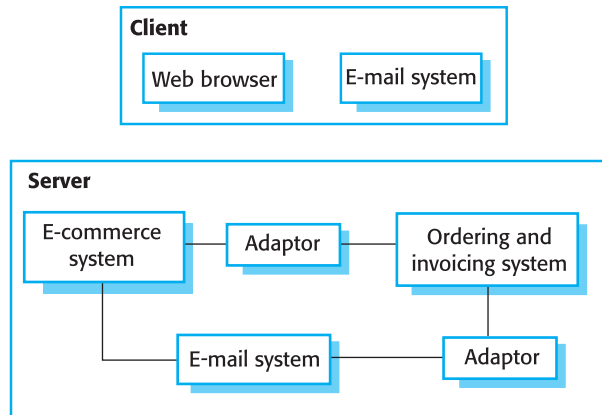 Client
Web browser
E-mail system
Server
E-commerce
system
Adaptor
Ordering and
invoicing system
E-mail system
Adaptor